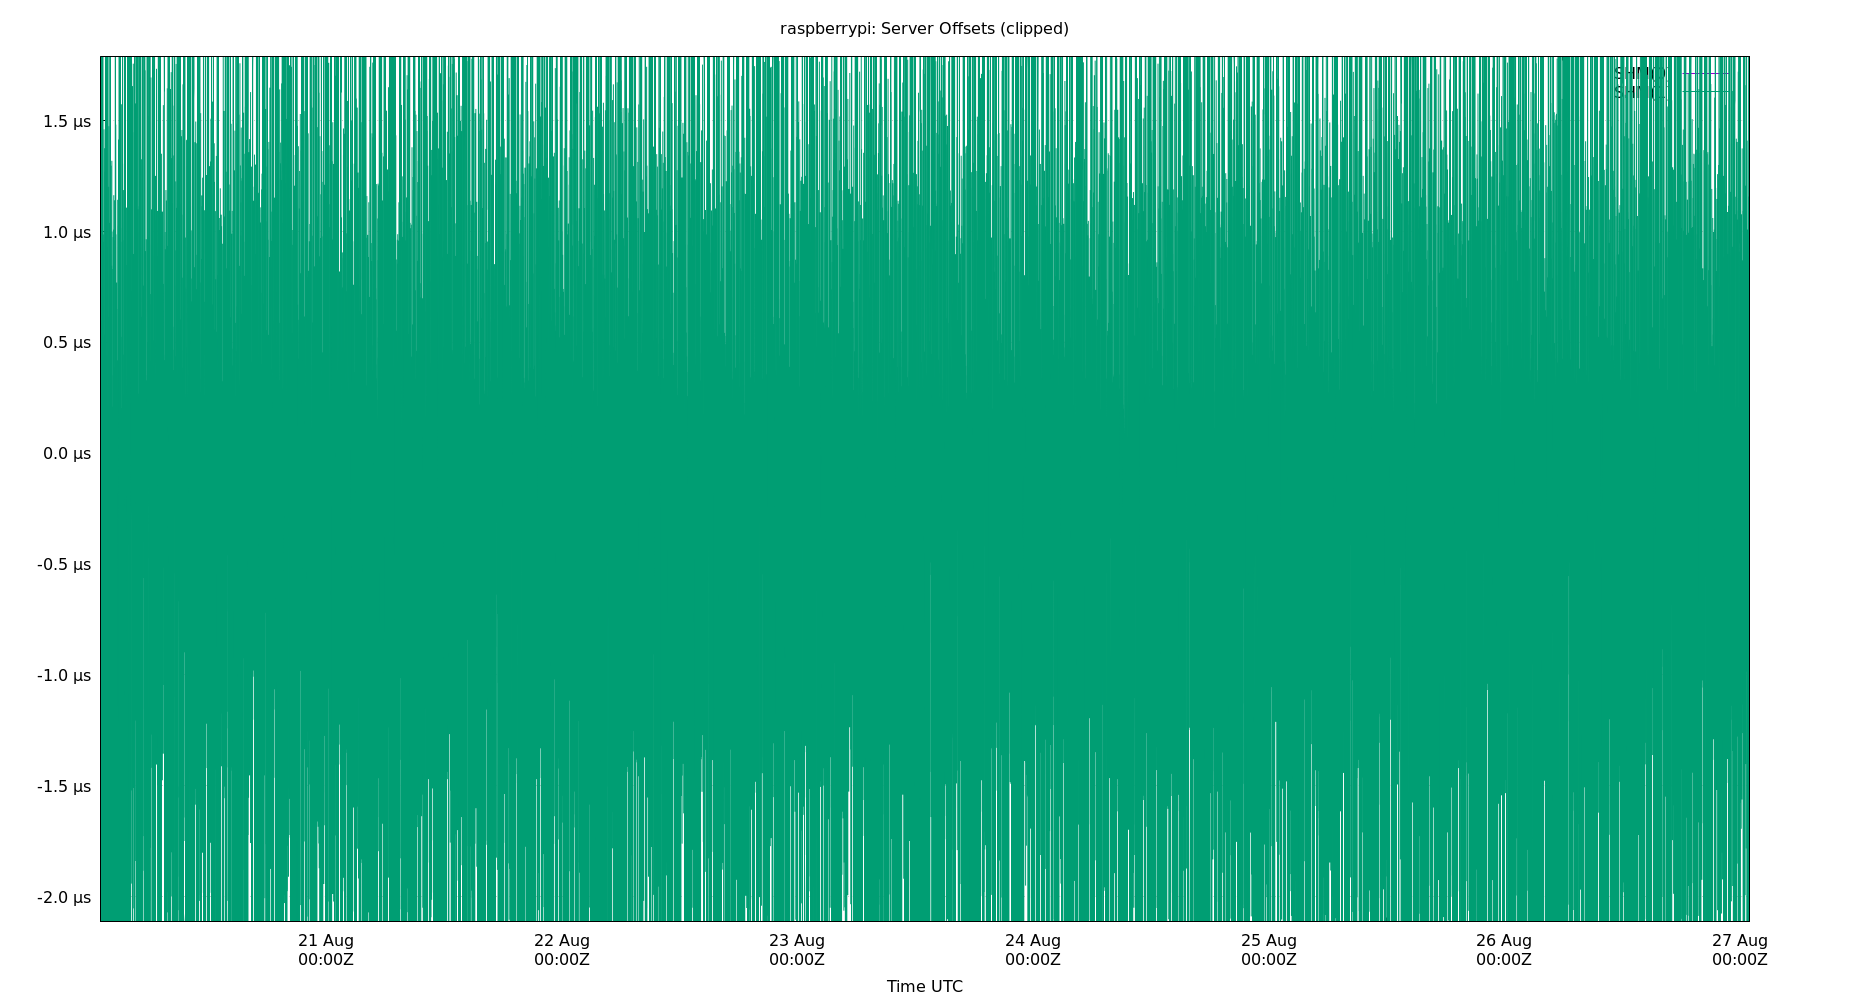 raspberrypi: Server Offsets (clipped)
1.5 µs
1.0 µs
0.5 µs
0.0 µs
-0.5 µs
-1.0 µs
-1.5 µs
-2.0 µs
21 Aug
00:00Z
22 Aug
00:00Z
23 Aug
00:00Z
24 Aug
00:00Z
25 Aug
00:00Z
26 Aug
00:00Z
27 Aug
00:00Z
Time UTC